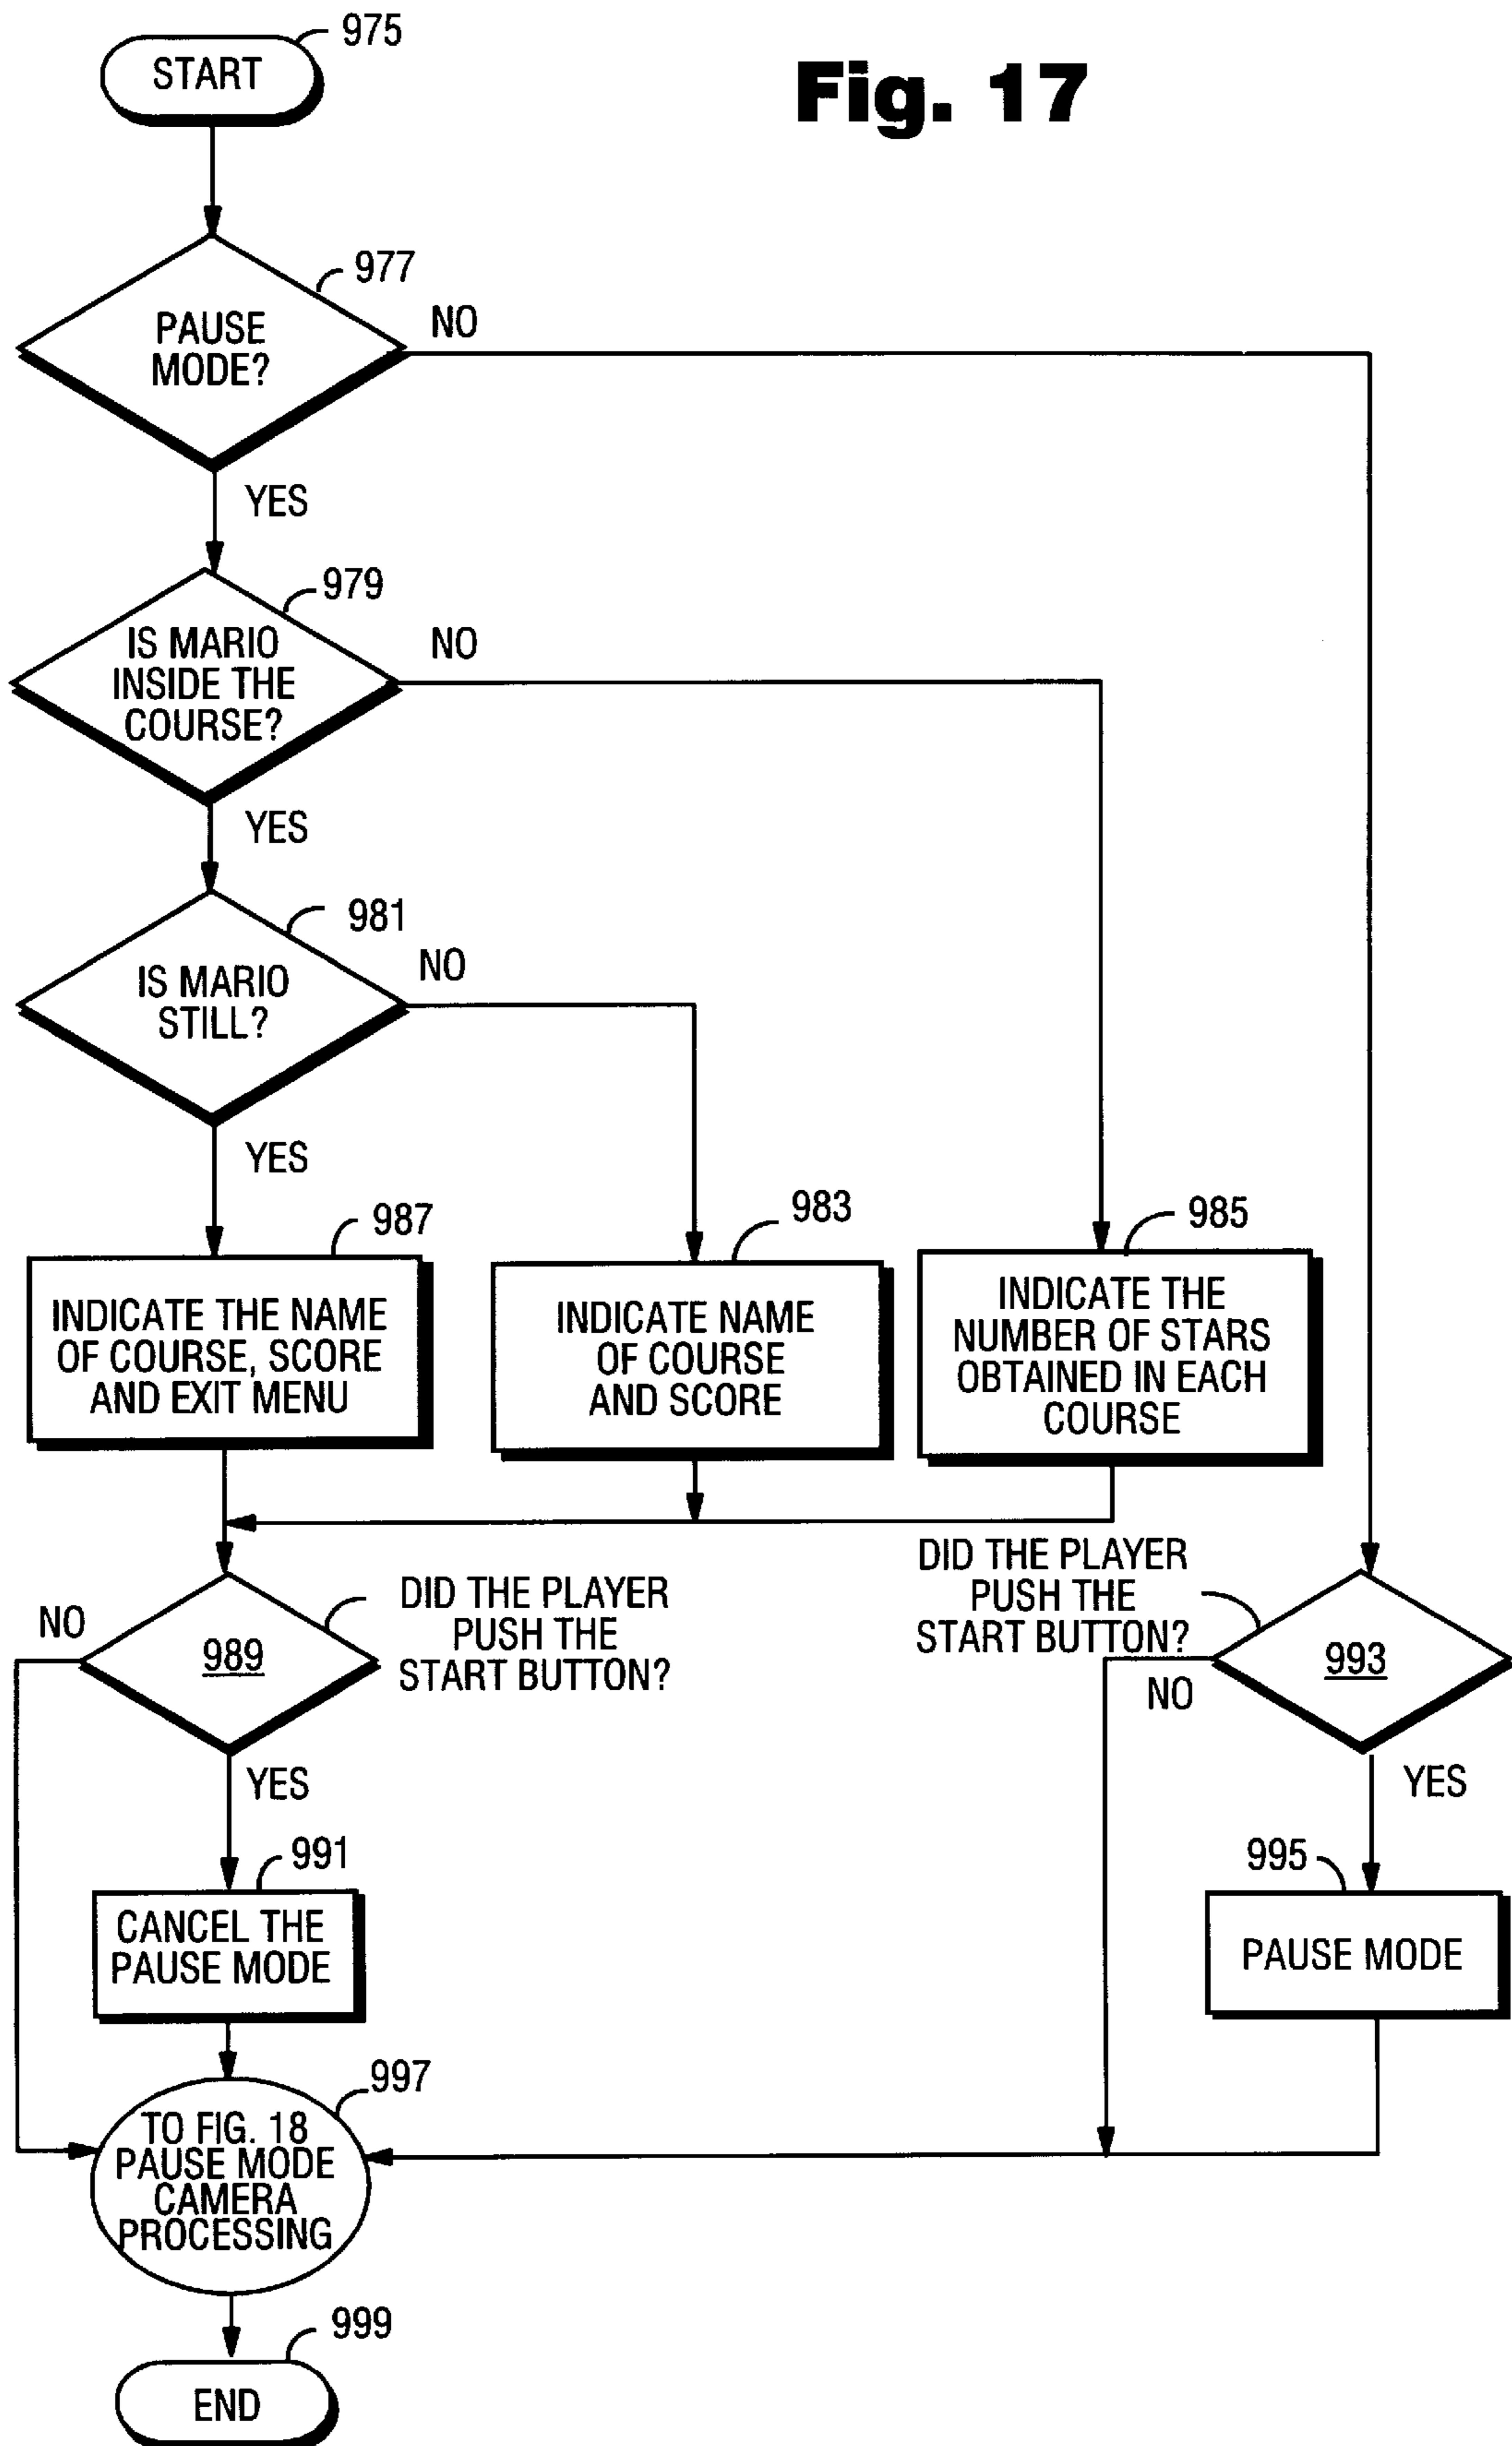 975
START
Fig. 17
977
PAUSE
MODE?
NO
YES
979
IS MARIO
INSIDE THE
COURSE?
NO
YES
981
IS MARIO
STILL?
NO
YES
987
INDICATE THE NAME
OF COURSE, SCORE
AND EXIT MENU
983
INDICATE NAME
OF COURSE
AND SCORE
985
INDICATE THE
NUMBER OF STARS
OBTAINED IN EACH
COURSE
NO
989
DID THE PLAYER
PUSH THE
START BUTTON?
YES
DID THE PLAYER
PUSH THE
START BUTTON?
993
NO
YES
991
CANCEL THE
PAUSE MODE
995
PAUSE MODE
997
TO FIG. 18
PAUSE MODE
CAMERA
PROCESSING
999
END